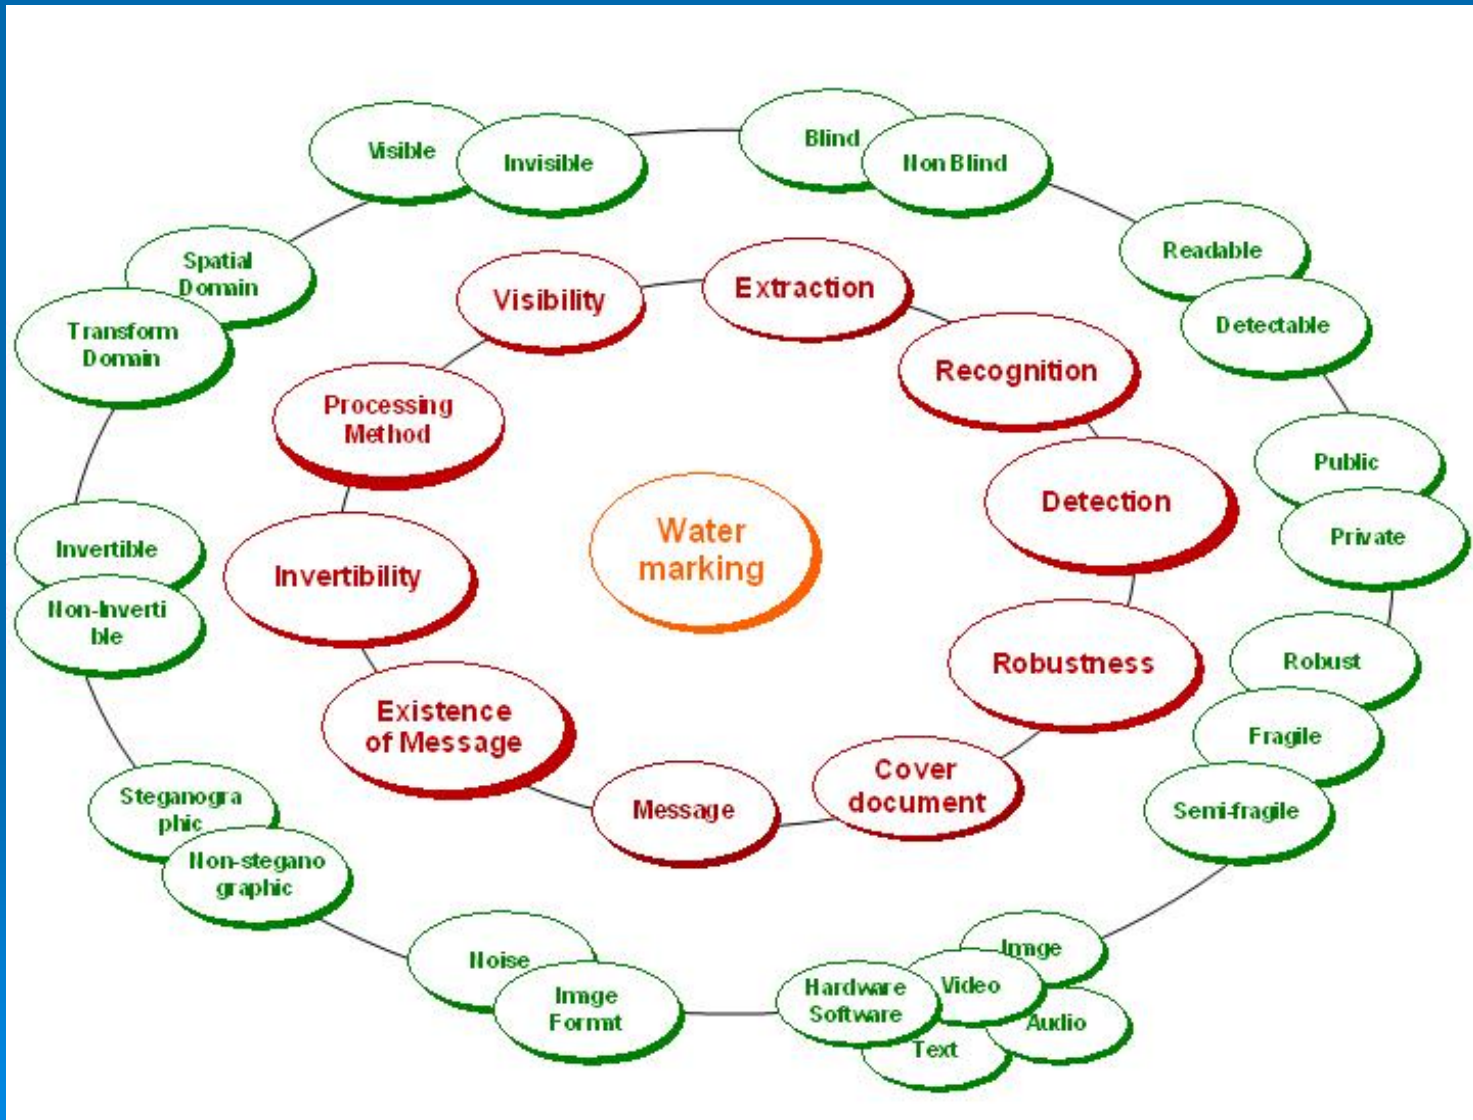 Visible
Invisible
Blind
Non Blind
Spatial
Domain
Transform
Domain
Readable
Detectable
Visibility
Extraction
Recognition
Processing
Method
Detection
Public
Private
Water
marking
Invertibility
Invertible
Non-Inverti
ble
Robustness
Robust
Fragile
Semi-fragile
Existence
of Message
Message
Cover
document
Steganogra
phic
Non-stegano
graphic
Noise
Image
Formt
Hardware
Software
Image
Video
Audio
Text